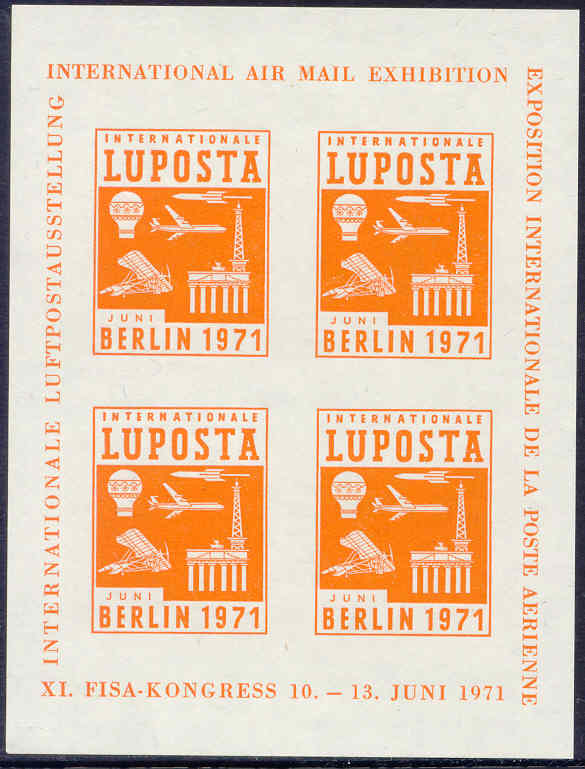 INTERNATIONAL AIR MAIL EXHIBITION
INTERNATIONALE LUFTPOSTAUSSTELLUNG
EXPOSITION INTERNATIONALE DE LA POSTE AERIENNE
INTERNATIONALE
LUPOSTA
JUNI
BERLIN 1971
INTERNATIONALE
LUPOSTA
JUNI
BERLIN 1971
INTERNATIONALE
LUPOSTA
JUNI
BERLIN 1971
INTERNATIONALE
LUPOSTA
JUNI
BERLIN 1971
XI. FISA-KONGRESS 10. – 13. JUNI 1971